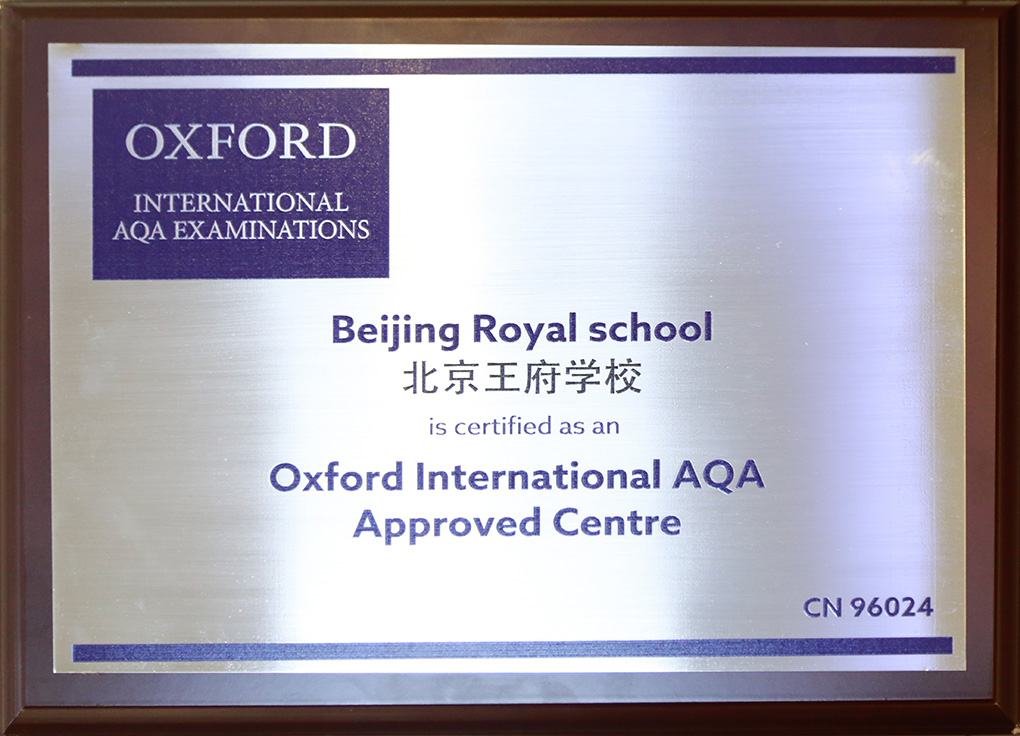 OXFORD
INTERNATIONAL
AQA EXAMINATIONS
Beijing Royal school
北京王府学校
is certified as an
Oxford International AQA
Approved Centre
CN 96024